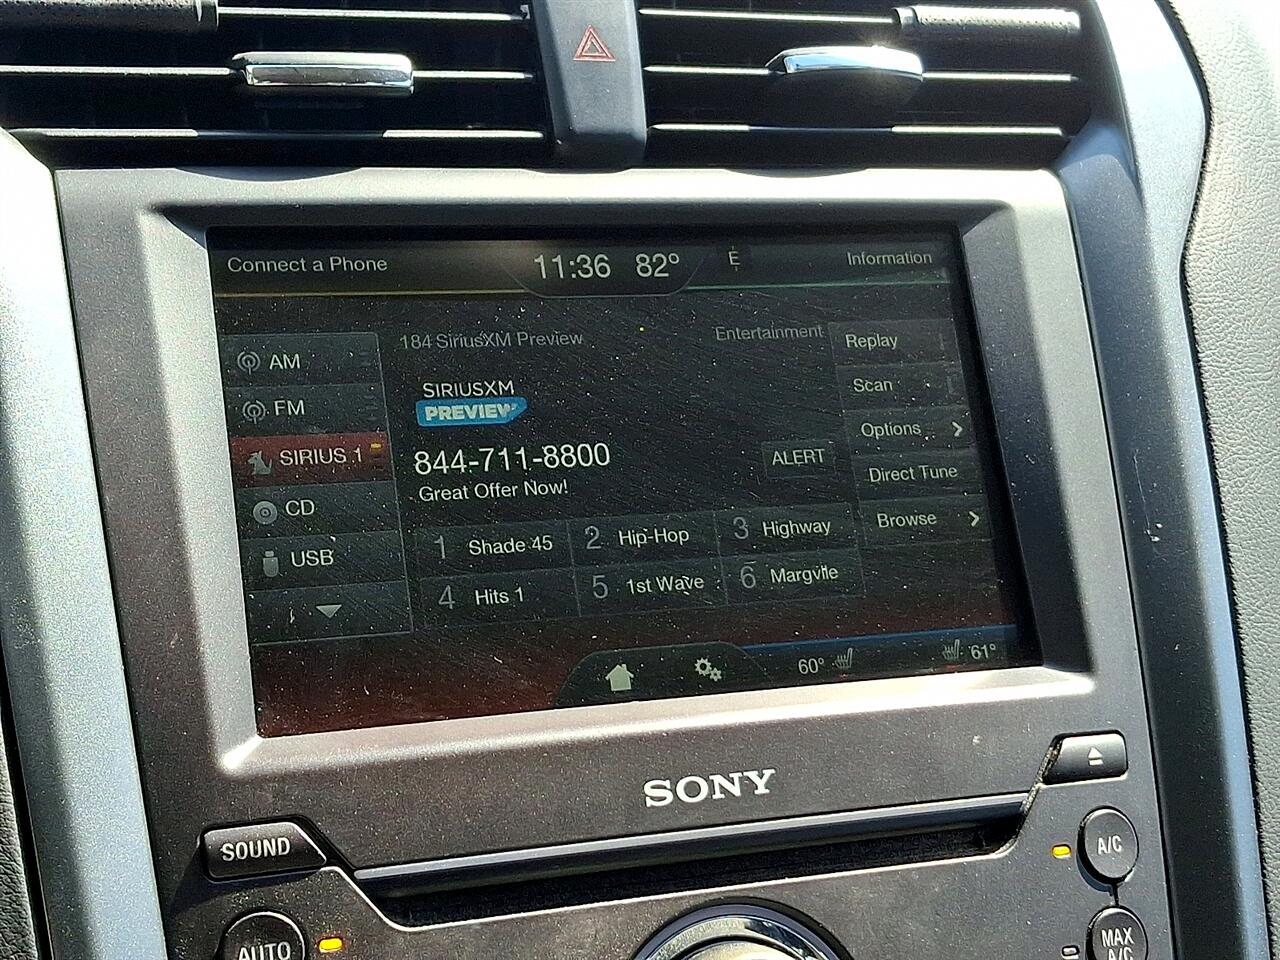 Connect a Phone
11:36 82°
E
Information
184 SiriusXM Preview
Entertainment
Replay
AM
SIRIUSXM
PREVIEW
Scan
FM
Options >
SIRIUS 1
844-711-8800
ALERT
Great Offer Now!
Direct Tune
CD
1 Shade 45
2 Hip-Hop
3 Highway
Browse >
USB
4 Hits 1
5 1st Wave
6 Margvlle
60°
61°
SONY
SOUND
A/C
AUTO
MAX
A/C